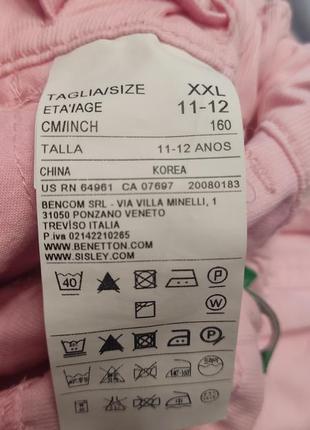 TAGLIA/SIZE XXL
ETA'/AGE 11-12
CM/INCH 160
TALLA 11-12 ANOS
CHINA KOREA
US RN 64961 CA 07697 20080183
BENCOM SRL - VIA VILLA MINELLI, 1
31050 PONZANO VENETO
TREVISO ITALIA
P.iva 02142210265
WWW.BENETTON.COM
WWW.SISLEY.COM
40 P
W